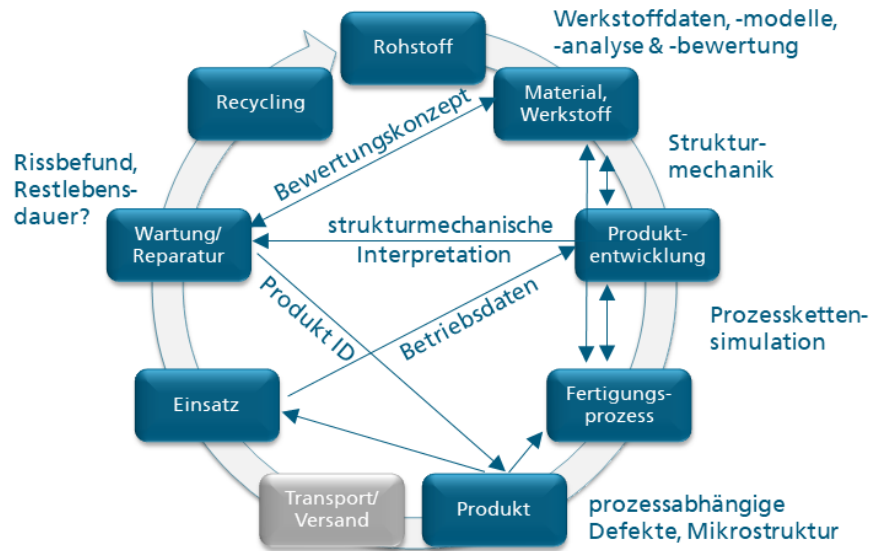 Rohstoff
Werkstoffdaten, -modelle,
-analyse & -bewertung
Recycling
Material,
Werkstoff
Bewertungskonzept
Struktur-
mechanik
Rissbefund,
Restlebens-
dauer?
Wartung/
Reparatur
strukturmechanische
Interpretation
Produkt-
entwicklung
Produkt ID
Betriebsdaten
Prozessketten-
simulation
Einsatz
Fertigungs-
prozess
Transport/
Versand
Produkt
prozessabhängige
Defekte, Mikrostruktur